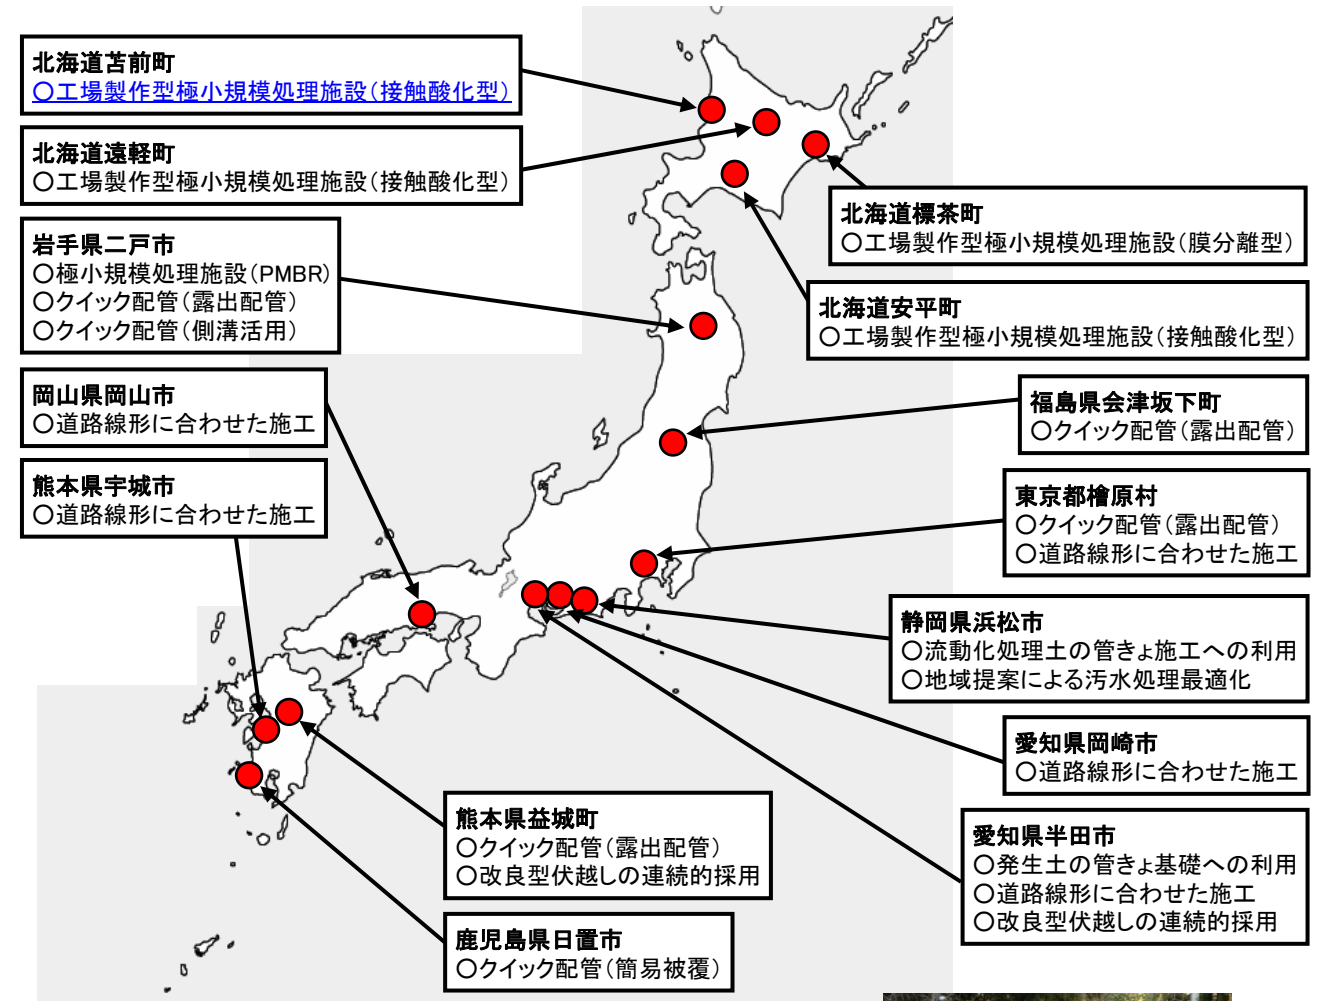 北海道苫前町
○工場製作型極小規模処理施設(接触酸化型)
北海道遠軽町
○工場製作型極小規模処理施設(接触酸化型)
岩手県二戸市
○極小規模処理施設(PMBR)
○クイック配管(露出配管)
○クイック配管(側溝活用)
岡山県岡山市
○道路線形に合わせた施工
熊本県宇城市
○道路線形に合わせた施工
北海道標茶町
○工場製作型極小規模処理施設(膜分離型)
北海道安平町
○工場製作型極小規模処理施設(接触酸化型)
福島県会津坂下町
○クイック配管(露出配管)
東京都檜原村
○クイック配管(露出配管)
○道路線形に合わせた施工
静岡県浜松市
○流動化処理土の管きょ施工への利用
○地域提案による汚水処理最適化
愛知県岡崎市
○道路線形に合わせた施工
愛知県半田市
○発生土の管きょ基礎への利用
○道路線形に合わせた施工
○改良型伏越しの連続的採用
熊本県益城町
○クイック配管(露出配管)
○改良型伏越しの連続的採用
鹿児島県日置市
○クイック配管(簡易被覆)